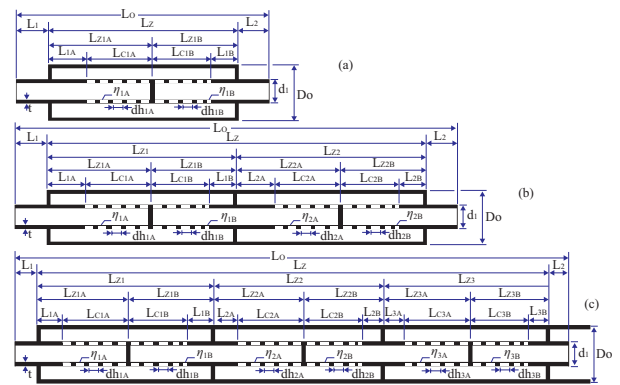 Lo
L1 Lz L2
Lz1A Lz1B
L1A Lc1A Lc1B L1B
(a)
η1A η1B d1 Do
t dh1A dh1B
Lo
L1 Lz L2
Lz1 Lz2
Lz1A Lz1B Lz2A Lz2B
L1A Lc1A Lc1B L1B L2A Lc2A Lc2B L2B
(b)
η1A η1B η2A η2B d1 Do
t dh1A dh1B dh2A dh2B
Lo
L1 Lz L2
Lz1 Lz2 Lz3
Lz1A Lz1B Lz2A Lz2B Lz3A Lz3B (c)
L1A Lc1A Lc1B L1B L2A Lc2A Lc2B L2B L3A Lc3A Lc3B L3B
η1A η1B η2A η2B η3A η3B d1 Do
t dh1A dh1B dh2A dh2B dh3A dh3B